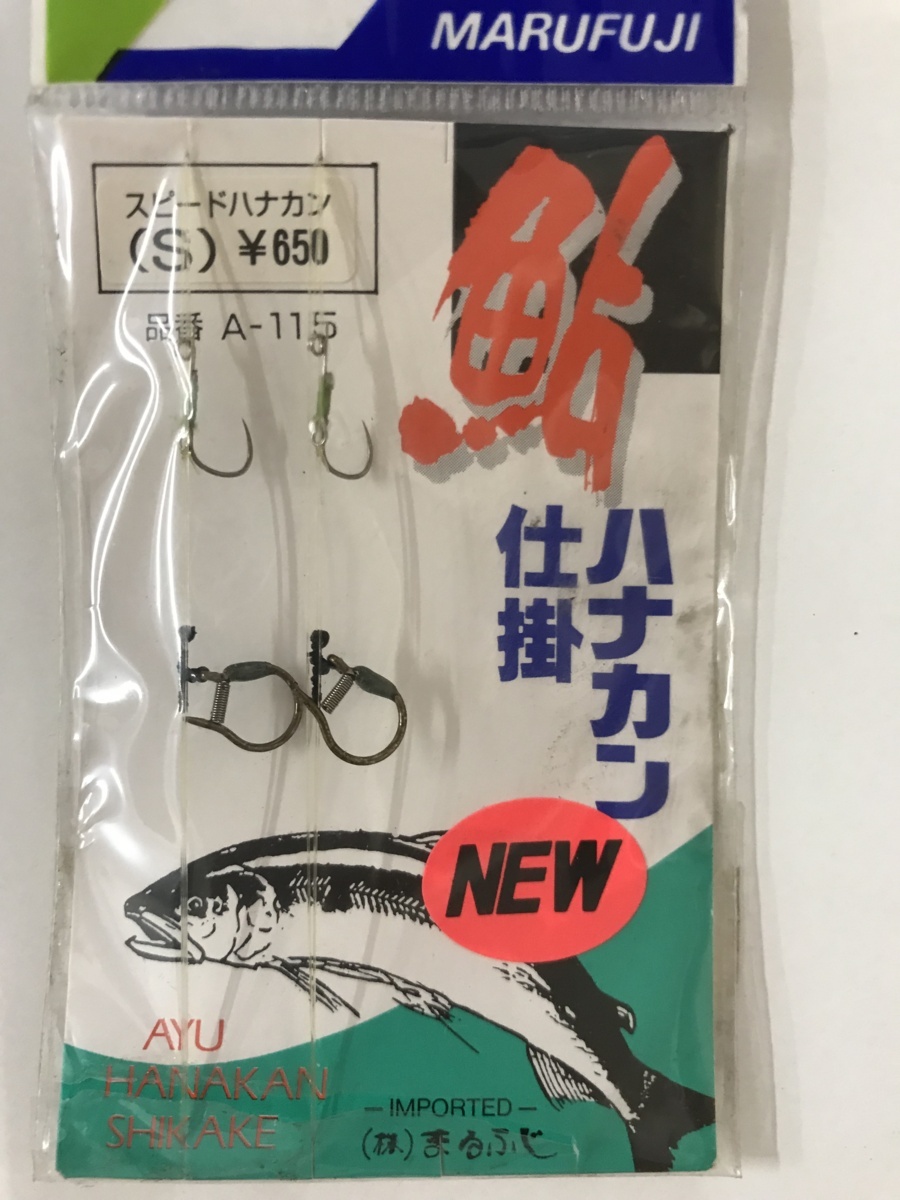 MARUFUJI
スピードハナカン
(S) ¥650
品番 A-115
鮎
ハナカン
仕掛
NEW
AYU
HANAKAN
SHIKAKE
– IMPORTED –
(株)まるふじ